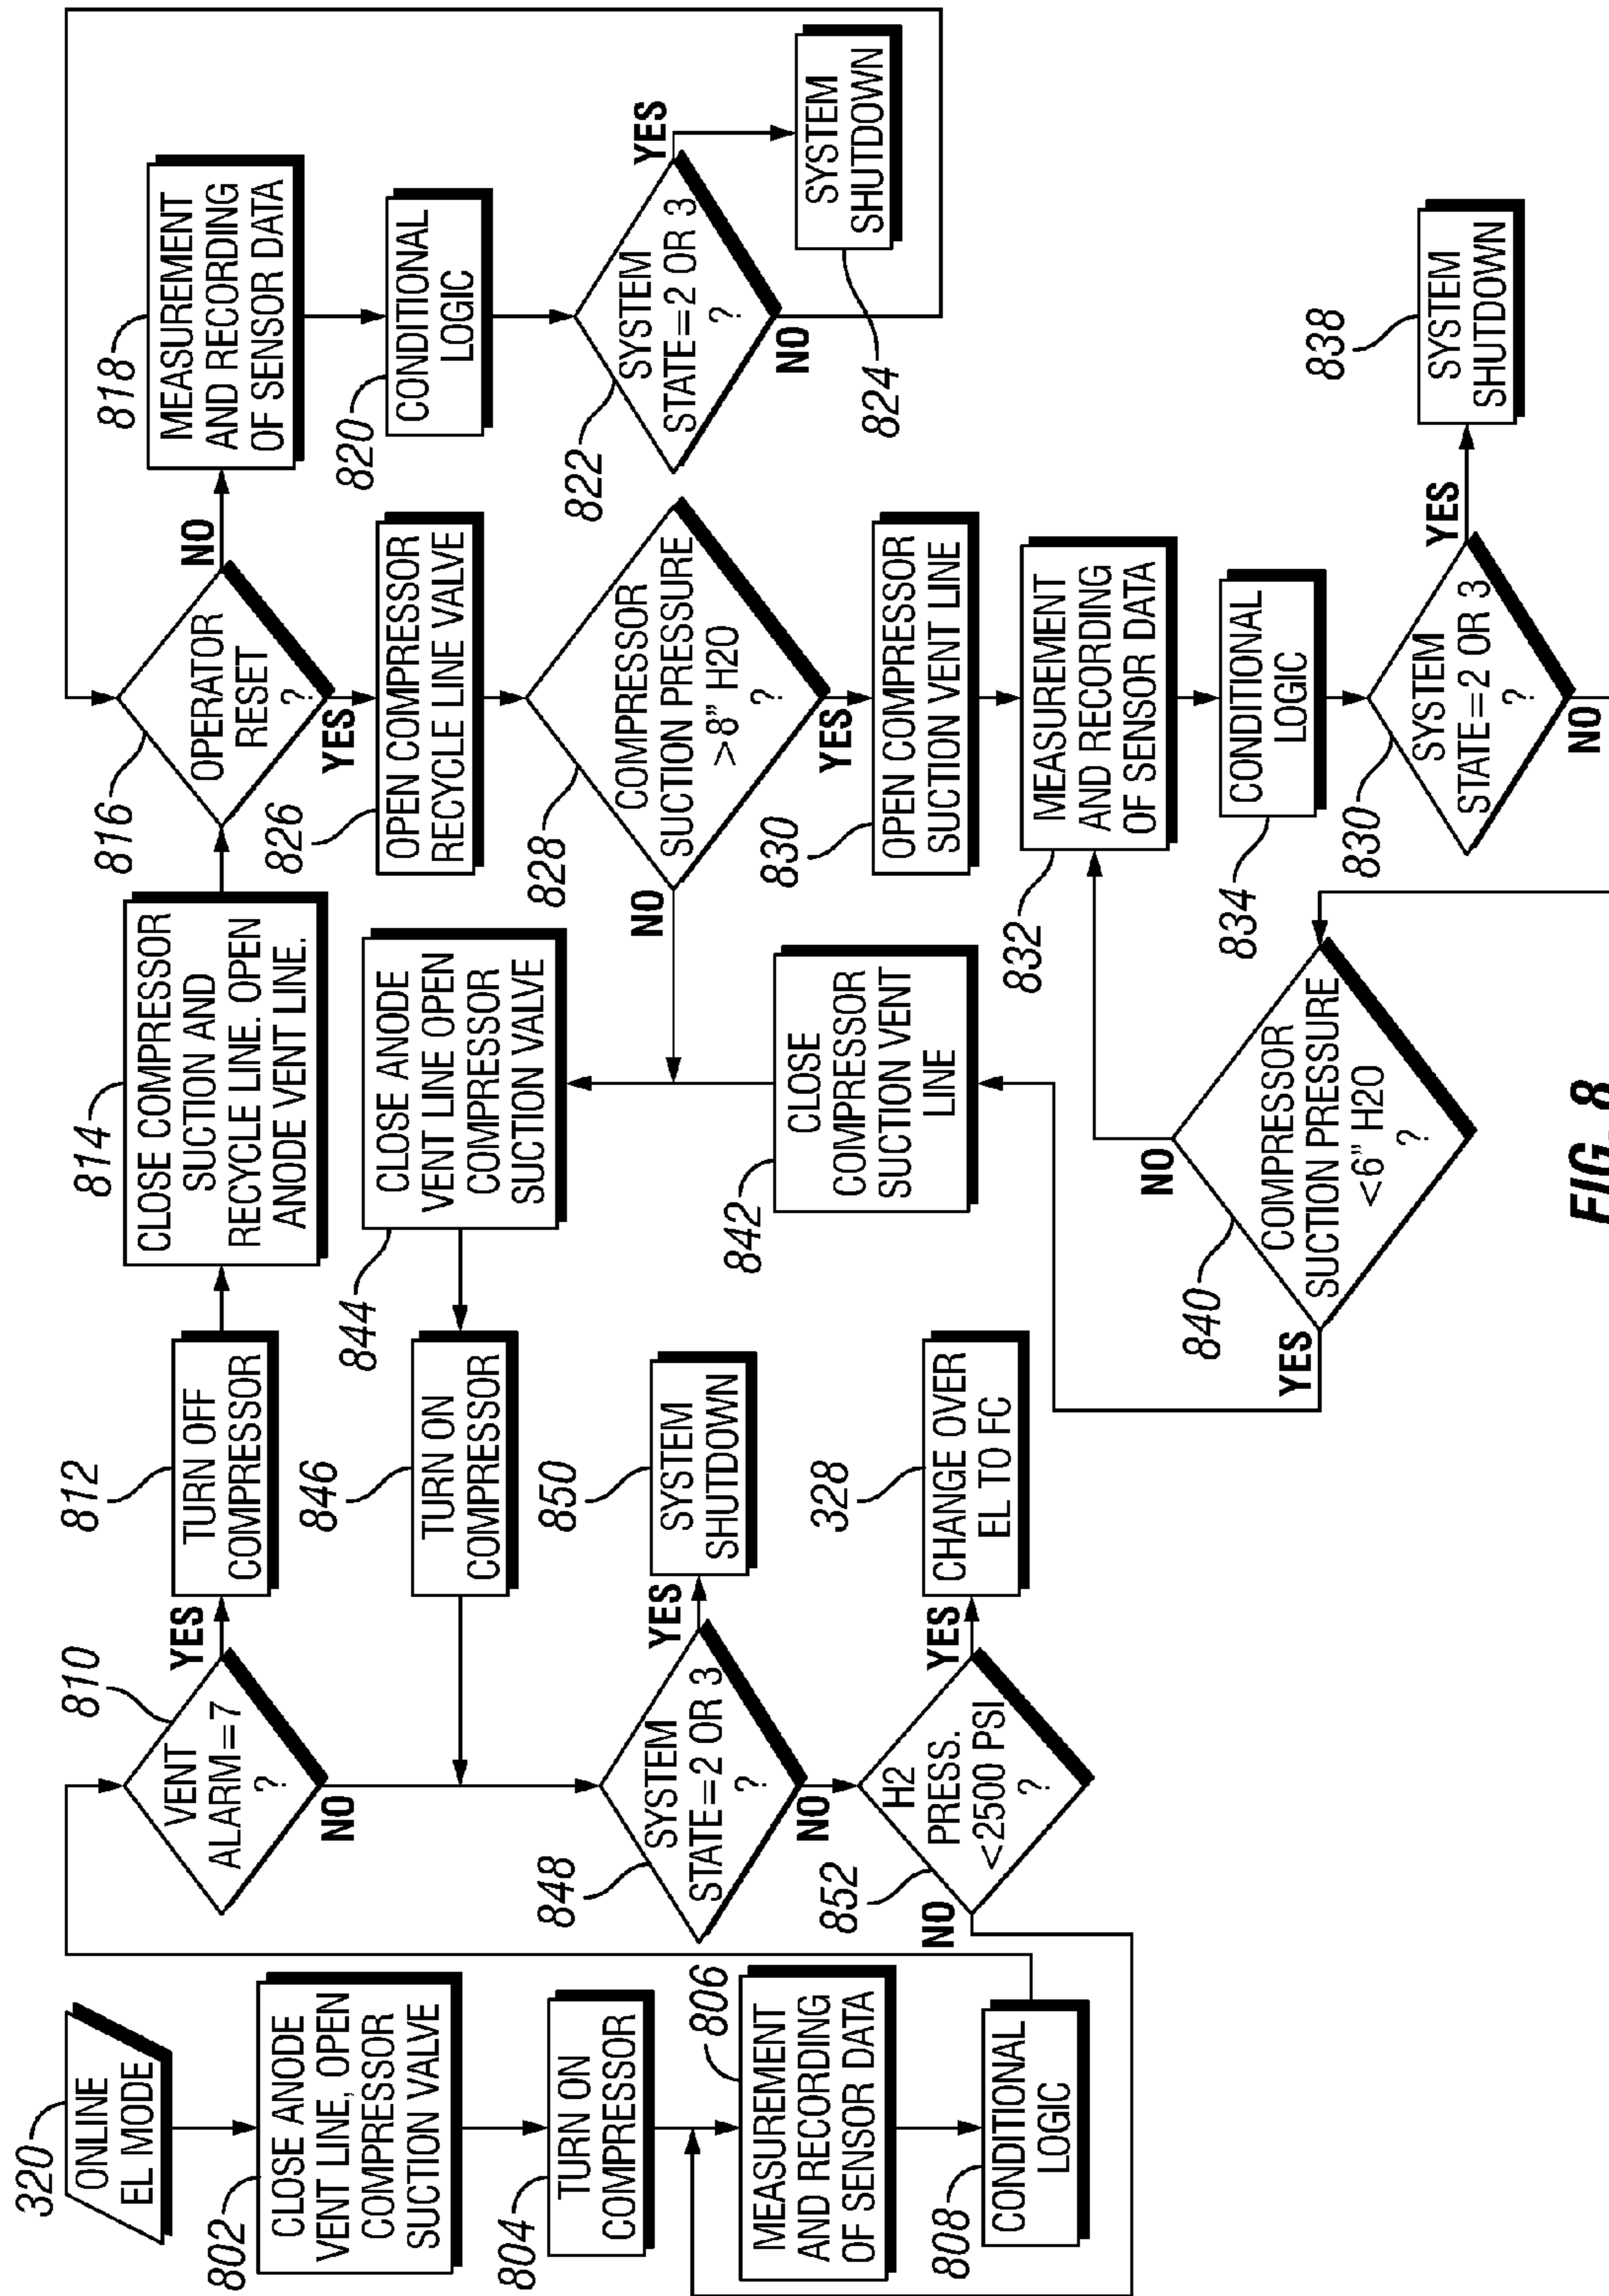 320
ONLINE
EL MODE
802
CLOSE ANODE
VENT LINE, OPEN
COMPRESSOR
SUCTION VALVE
804
TURN ON
COMPRESSOR
806
MEASUREMENT
AND RECORDING
OF SENSOR DATA
808
CONDITIONAL
LOGIC
810
VENT
ALARM=7
?
YES
NO
812
TURN OFF
COMPRESSOR
814
CLOSE COMPRESSOR
SUCTION AND
RECYCLE LINE. OPEN
ANODE VENT LINE.
816
OPERATOR
RESET
?
NO
YES
818
MEASUREMENT
AND RECORDING
OF SENSOR DATA
820
CONDITIONAL
LOGIC
822
SYSTEM
STATE=2 OR 3
?
YES
NO
824
SYSTEM
SHUTDOWN
826
OPEN COMPRESSOR
RECYCLE LINE VALVE
828
COMPRESSOR
SUCTION PRESSURE
>8" H2O
?
NO
YES
830
OPEN COMPRESSOR
SUCTION VENT LINE
832
MEASUREMENT
AND RECORDING
OF SENSOR DATA
834
CONDITIONAL
LOGIC
830
SYSTEM
STATE=2 OR 3
?
YES
NO
838
SYSTEM
SHUTDOWN
840
COMPRESSOR
SUCTION PRESSURE
<6" H2O
?
NO
YES
842
CLOSE
COMPRESSOR
SUCTION VENT
LINE
844
CLOSE ANODE
VENT LINE OPEN
COMPRESSOR
SUCTION VALVE
846
TURN ON
COMPRESSOR
848
SYSTEM
STATE=2 OR 3
?
YES
NO
850
SYSTEM
SHUTDOWN
852
H2
PRESS.
<2500 PSI
?
YES
NO
328
CHANGE OVER
EL TO FC
FIG. 8